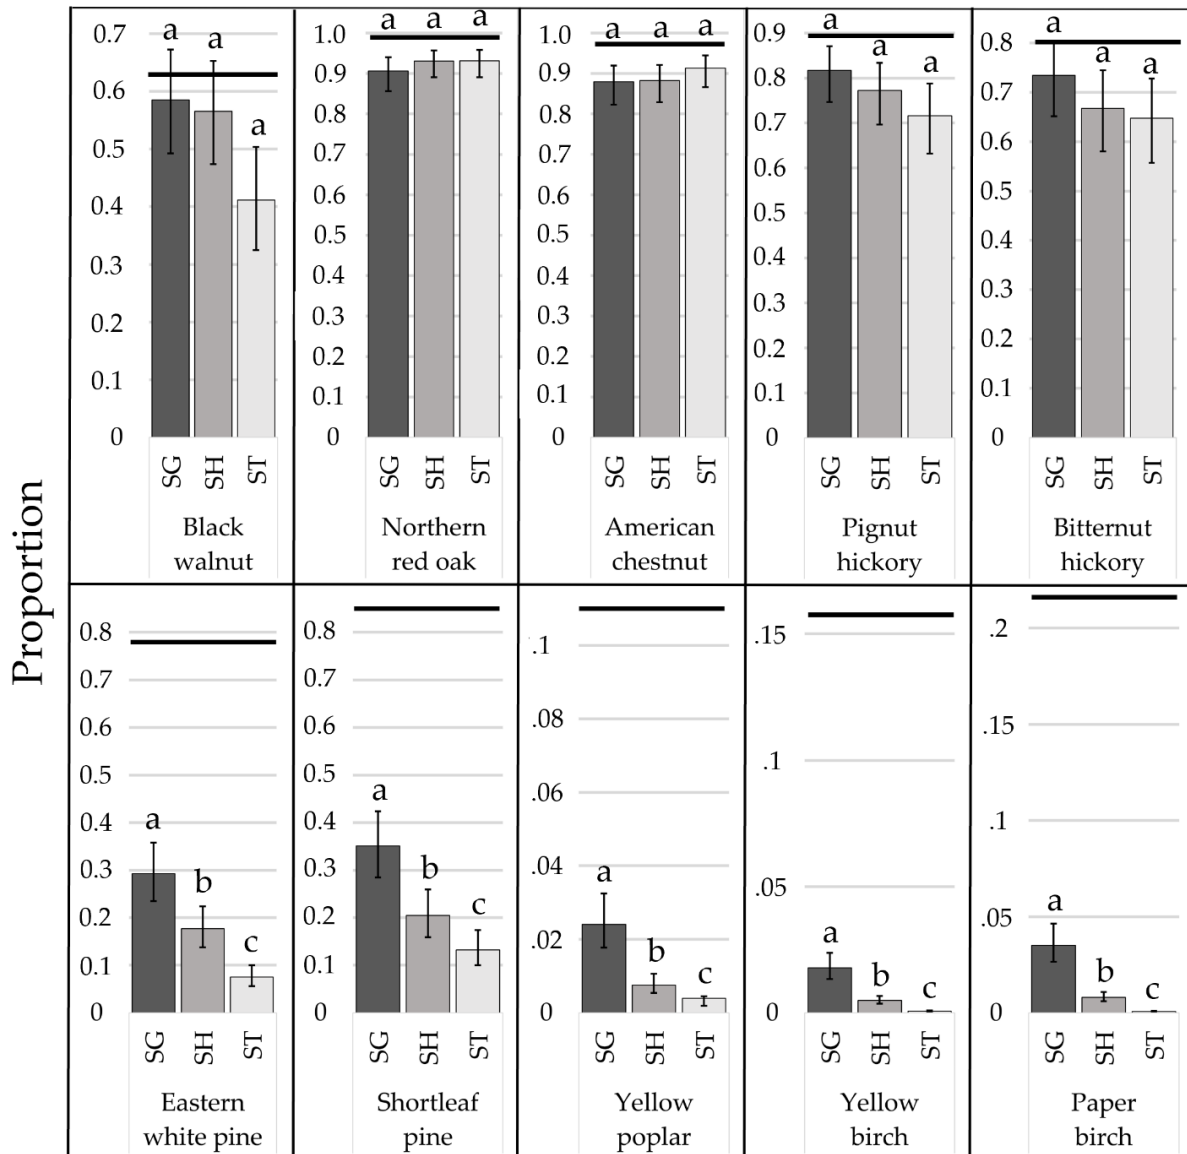 Proportion
a a a
0.7
0.6
0.5
0.4
0.3
0.2
0.1
0
SG SH ST
Black
walnut
a a a
1.0
0.9
0.8
0.7
0.6
0.5
0.4
0.3
0.2
0.1
0
SG SH ST
Northern
red oak
a a a
1.0
0.9
0.8
0.7
0.6
0.5
0.4
0.3
0.2
0.1
0
SG SH ST
American
chestnut
a a a
0.9
0.8
0.7
0.6
0.5
0.4
0.3
0.2
0.1
0
SG SH ST
Pignut
hickory
a a a
0.8
0.7
0.6
0.5
0.4
0.3
0.2
0.1
0
SG SH ST
Bitternut
hickory
0.8
0.7
0.6
0.5
0.4
0.3
0.2
0.1
0
a b c
SG SH ST
Eastern
white pine
0.8
0.7
0.6
0.5
0.4
0.3
0.2
0.1
0
a b c
SG SH ST
Shortleaf
pine
.1
.08
.06
.04
.02
0
a b c
SG SH ST
Yellow
poplar
.15
.1
.05
0
a b c
SG SH ST
Yellow
birch
.2
.15
.1
.05
0
a b c
SG SH ST
Paper
birch